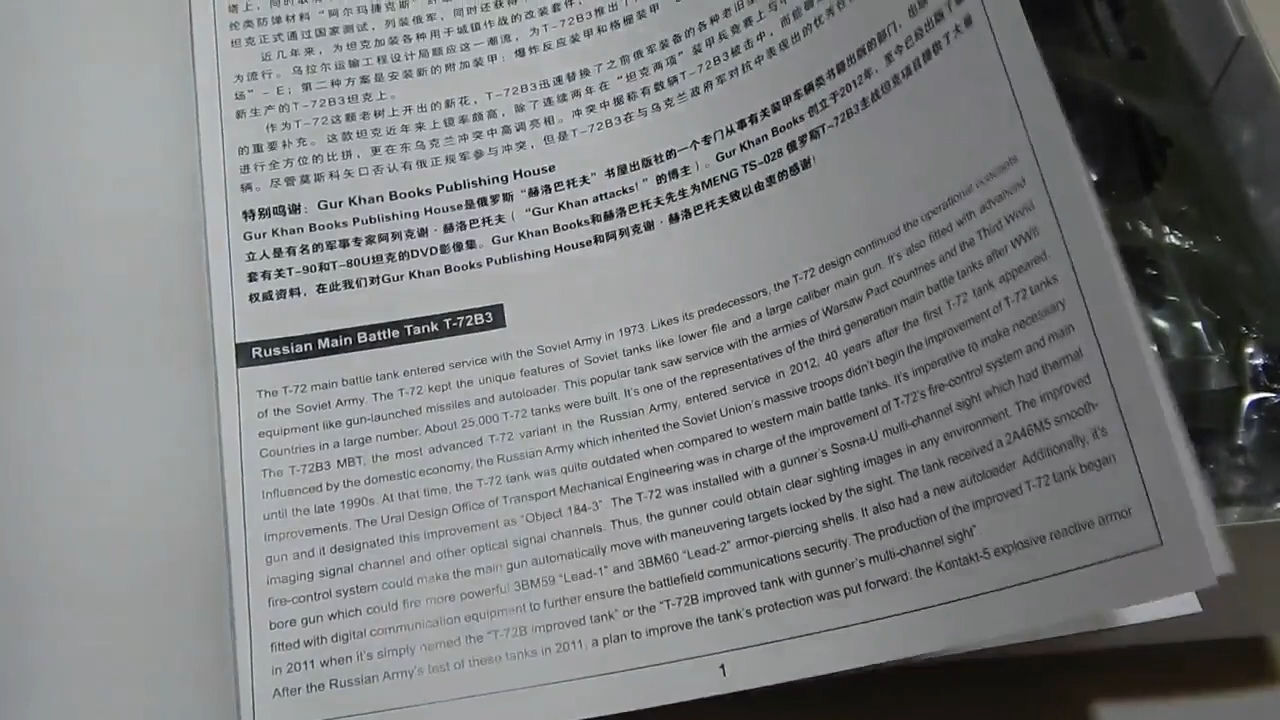 坦克正式通过国家测试，列装俄军，同时还获得
近几年来，为坦克加装各种用于城镇作战的改装套件，T-72B3推出了
为流行。乌拉尔运输工程设计局顺应这一潮流，为T-72B3
场”-E；第二种方案是安装新的附加装甲：爆炸反应装甲和格栅装甲
新生产的T-72B3坦克上。
作为T-72这颗老树上开出的新花，T-72B3迅速替换了之前俄军装备的各种老旧
的重要补充。这款坦克近年来上镜率颇高，除了连续两年在“坦克两项”装甲兵竞赛上与
进行全方位的比拼，更在东乌克兰冲突中高调亮相。冲突中据称有数辆T-72B3被击中，而
辆。尽管莫斯科矢口否认有俄正规军参与冲突，但是T-72B3在与乌克兰政府军对抗中表现出的优秀
特别鸣谢：Gur Khan Books Publishing House
Gur Khan Books Publishing House是俄罗斯“赫洛巴托夫”书屋出版社的一个专门从事有关装甲车辆类书籍出版的部门，
立人是有名的军事专家阿列克谢·赫洛巴托夫（“Gur Khan attacks!”的博主）。Gur Khan Books 创立于2012年，至今已经出版了
套有关T-90和T-80U坦克的DVD影像集。Gur Khan Books和赫洛巴托夫先生为MENG TS-028 俄罗斯T-72B3主战坦克项目提供了大量
权威资料，在此我们对Gur Khan Books Publishing House和阿列克谢·赫洛巴托夫致以由衷的感谢！
Russian Main Battle Tank T-72B3
The T-72 main battle tank entered service with the Soviet Army in 1973. Likes its predecessors, the T-72 design continued the operational concepts
of the Soviet Army. The T-72 kept the unique features of Soviet tanks like lower file and a large caliber main gun. It's also fitted with advanced
equipment like gun-launched missiles and autoloader. This popular tank saw service with the armies of Warsaw Pact countries and the Third World
Countries in a large number. About 25,000 T-72 tanks were built. It's one of the representatives of the third generation main battle tanks after WWII.
The T-72B3 MBT, the most advanced T-72 variant in the Russian Army, entered service in 2012, 40 years after the first T-72 tank appeared.
Influenced by the domestic economy, the Russian Army which inherited the Soviet Union's massive troops didn't begin the improvement of T-72 tanks
until the late 1990s. At that time, the T-72 tank was quite outdated when compared to western main battle tanks. It's imperative to make necessary
improvements. The Ural Design Office of Transport Mechanical Engineering was in charge of the improvement of T-72's fire-control system and main
gun and it designated this improvement as “Object 184-3”. The T-72 was installed with a gunner's Sosna-U multi-channel sight which had thermal
imaging signal channel and other optical signal channels. Thus, the gunner could obtain clear sighting images in any environment. The improved
fire-control system could make the main gun automatically move with maneuvering targets locked by the sight. The tank received a 2A46M5 smooth-
bore gun which could fire more powerful 3BM59 “Lead-1” and 3BM60 “Lead-2” armor-piercing shells. It also had a new autoloader. Additionally, it's
fitted with digital communication equipment to further ensure the battlefield communications security. The production of the improved T-72 tank began
in 2011 when it's simply named the “T-72B improved tank” or the “T-72B improved tank with gunner's multi-channel sight”.
After the Russian Army's test of these tanks in 2011, a plan to improve the tank's protection was put forward: the Kontakt-5 explosive reactive armor
1